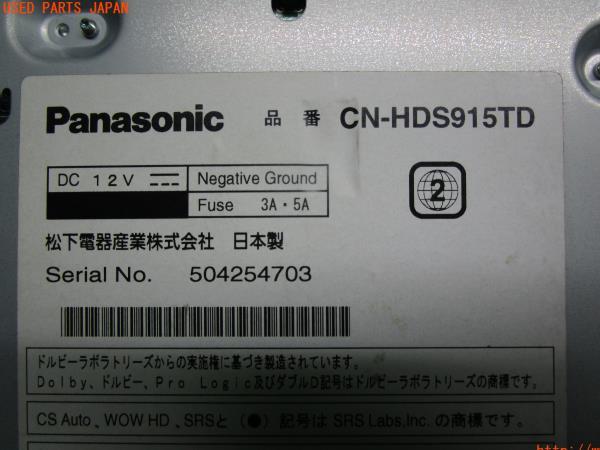 USED PARTS JAPAN
Panasonic 品番 CN-HDS915TD
DC 12V Negative Ground
Fuse 3A・5A
2
松下電器産業株式会社 日本製
Serial No. 504254703
ドルビーラボラトリーズからの実施権に基づき製造されています。
Dolby、ドルビー、Pro Logic及びダブルD記号はドルビーラボラトリーズの商標です。
CS Auto、WOW HD、SRSと(●)記号は SRS Labs,Inc. の商標です。